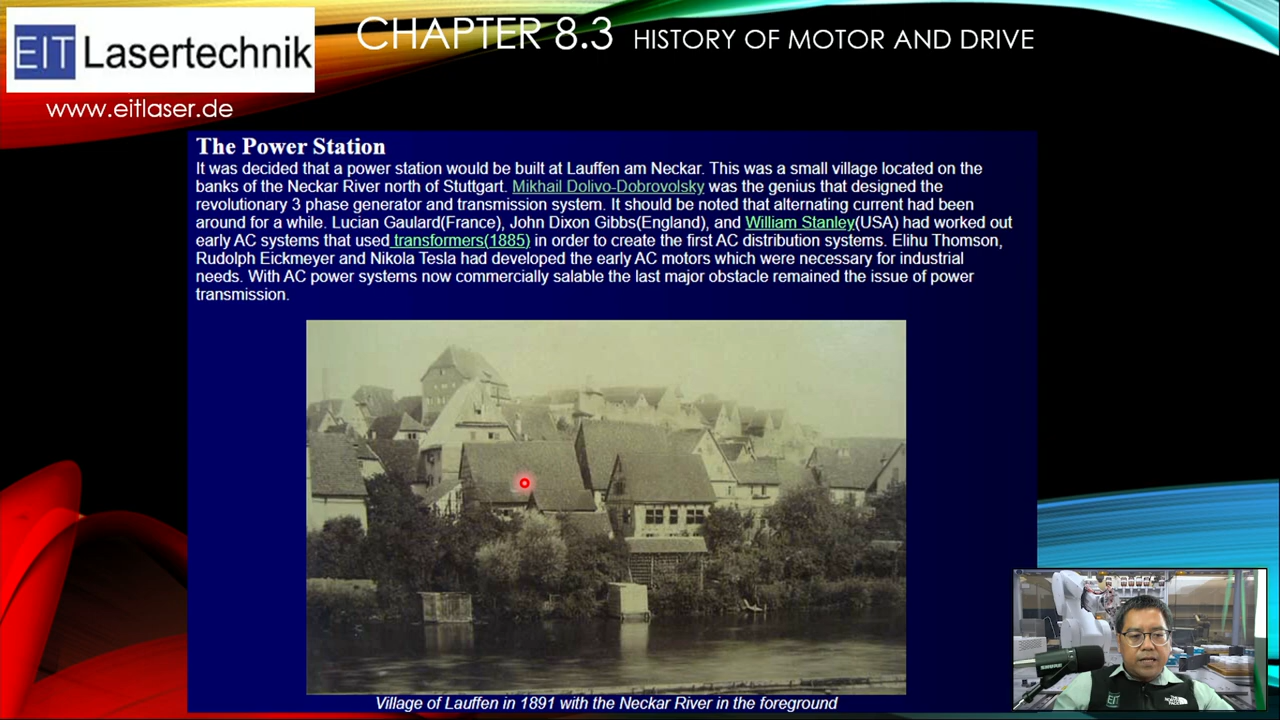 EIT Lasertechnik
CHAPTER 8.3 HISTORY OF MOTOR AND DRIVE
www.eitlaser.de
The Power Station
It was decided that a power station would be built at Lauffen am Neckar. This was a small village located on the
banks of the Neckar River north of Stuttgart. Mikhail Dolivo-Dobrovolsky was the genius that designed the
revolutionary 3 phase generator and transmission system. It should be noted that alternating current had been
around for a while. Lucian Gaulard(France), John Dixon Gibbs(England), and William Stanley(USA) had worked out
early AC systems that used transformers(1885) in order to create the first AC distribution systems. Elihu Thomson,
Rudolph Eickmeyer and Nikola Tesla had developed the early AC motors which were necessary for industrial
needs. With AC power systems now commercially salable the last major obstacle remained the issue of power
transmission.
Village of Lauffen in 1891 with the Neckar River in the foreground
EIT